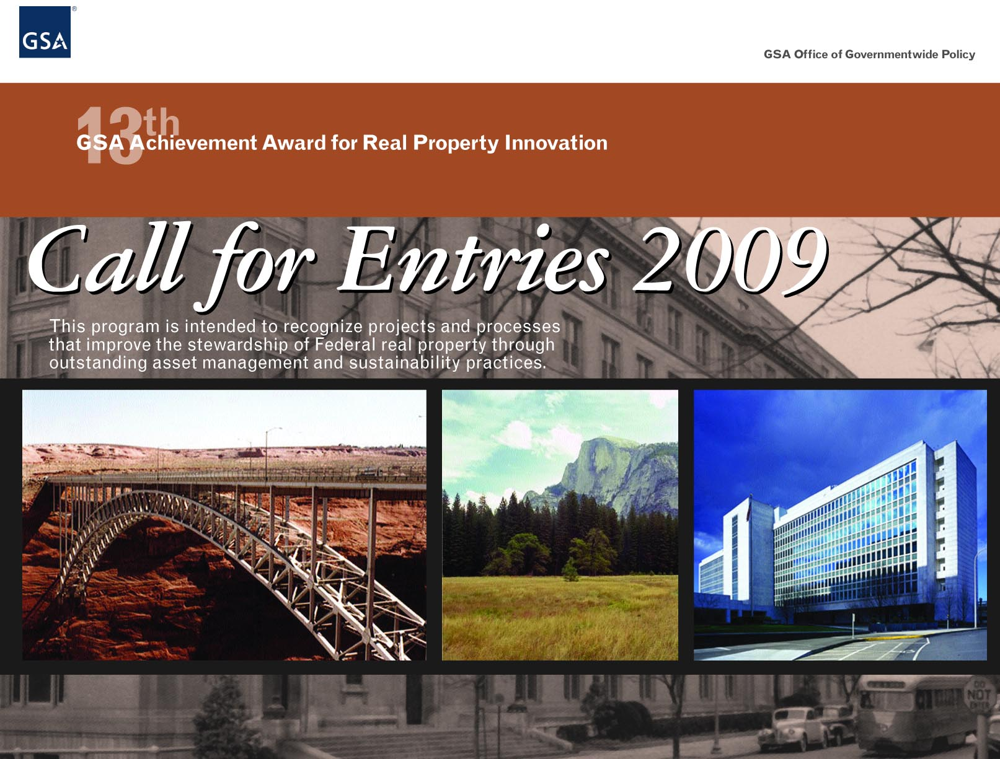 GSA®
GSA Office of Governmentwide Policy
13th
GSA Achievement Award for Real Property Innovation
Call for Entries 2009
This program is intended to recognize projects and processes
that improve the stewardship of Federal real property through
outstanding asset management and sustainability practices.
DO
NOT
ENTER